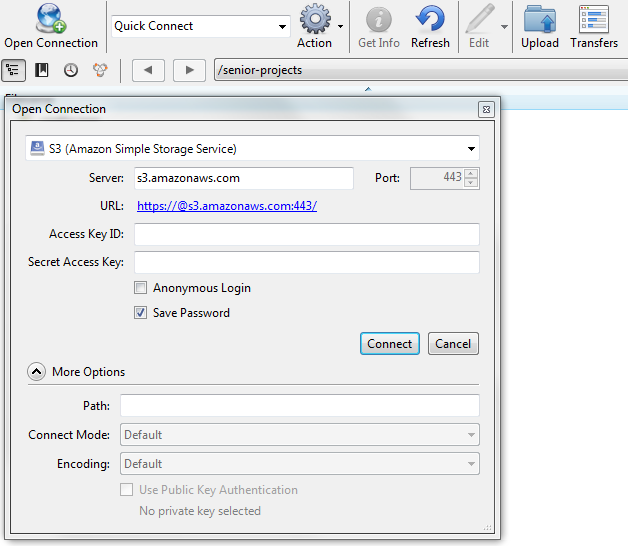 Open Connection
Quick Connect
Action
Get Info
Refresh
Edit
Upload
Transfers
/senior-projects
Open Connection
S3 (Amazon Simple Storage Service)
Server: s3.amazonaws.com Port: 443
URL: https://@s3.amazonaws.com:443/
Access Key ID:
Secret Access Key:
Anonymous Login
Save Password
Connect Cancel
More Options
Path:
Connect Mode: Default
Encoding: Default
Use Public Key Authentication
No private key selected